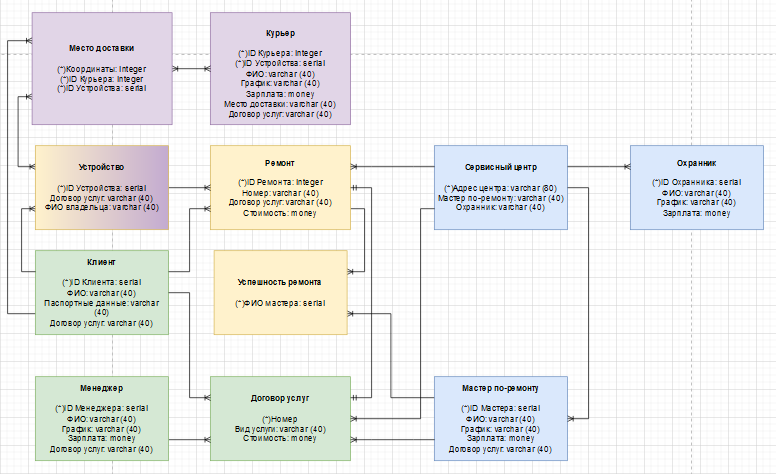 Место доставки
(*)Координаты: Integer
(*)ID Курьера: Integer
(*)ID Устройства: serial
Курьер
(*)ID Курьера: Integer
(*)ID Устройства: serial
ФИО: varchar (40)
График: varchar (40)
Зарплата: money
Место доставки: varchar (40)
Договор услуг: varchar (40)
Устройство
(*)ID Устройства: serial
Договор услуг: varchar (40)
ФИО владельца: varchar (40)
Ремонт
(*)ID Ремонта: Integer
Номер: varchar (40)
Договор услуг: varchar (40)
Стоимость: money
Сервисный центр
(*)Адрес центра: varchar (80)
Мастер по-ремонту: varchar (40)
Охранник: varchar (40)
Охранник
(*)ID Охранника: serial
ФИО: varchar (40)
График: varchar (40)
Зарплата: money
Клиент
(*)ID Клиента: serial
ФИО: varchar (40)
Паспортные данные: varchar
(40)
Договор услуг: varchar (40)
Успешность ремонта
(*)ФИО мастера: serial
Менеджер
(*)ID Менеджера: serial
ФИО: varchar (40)
График: varchar (40)
Зарплата: money
Договор услуг: varchar (40)
Договор услуг
(*)Номер
Вид услуги: varchar (40)
Стоимость: money
Мастер по-ремонту
(*)ID Мастера: serial
ФИО: varchar (40)
График: varchar (40)
Зарплата: money
Договор услуг: varchar (40)